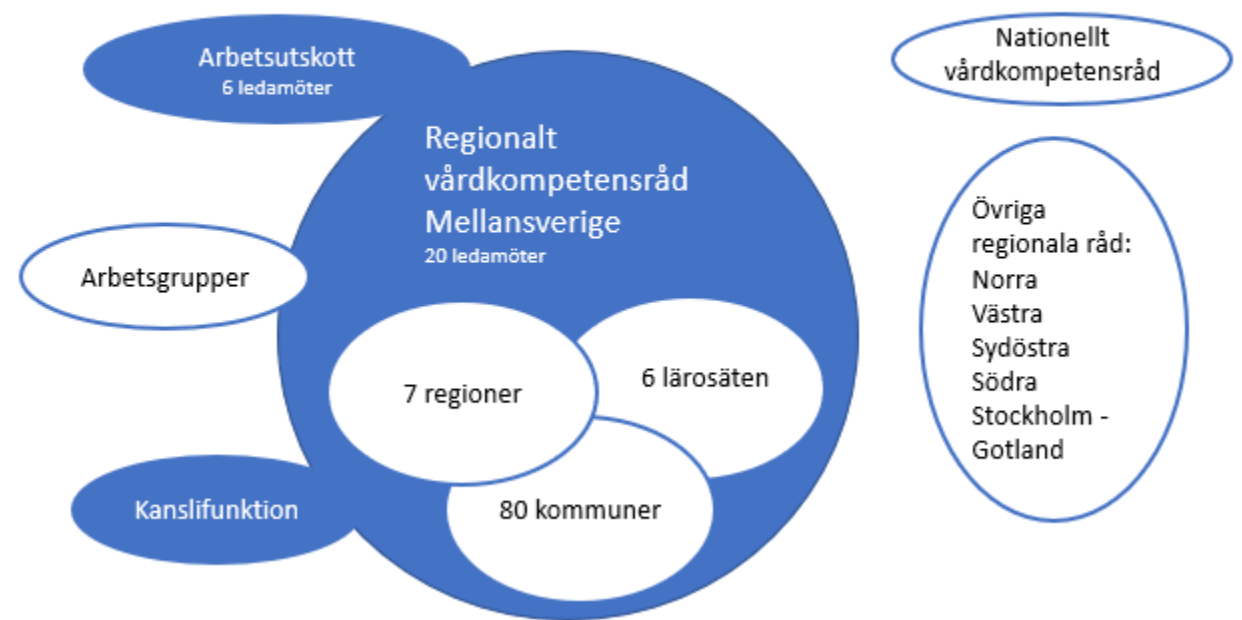 Arbetsutskott
6 ledamöter
Regionalt
vårdkompetensråd
Mellansverige
20 ledamöter
Arbetsgrupper
7 regioner
6 lärosäten
80 kommuner
Kanslifunktion
Nationellt
vårdkompetensråd
Övriga
regionala råd:
Norra
Västra
Sydöstra
Södra
Stockholm -
Gotland